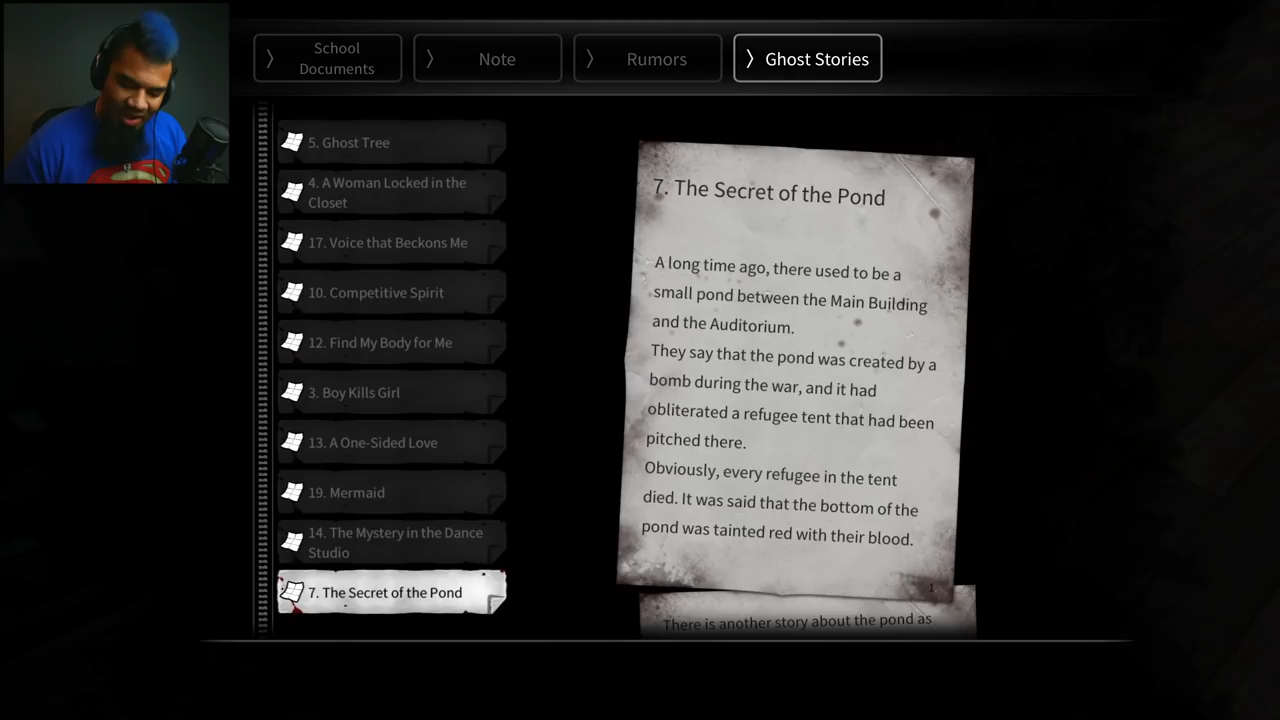 School
Documents
Note
Rumors
Ghost Stories
5. Ghost Tree
4. A Woman Locked in the
Closet
17. Voice that Beckons Me
10. Competitive Spirit
12. Find My Body for Me
3. Boy Kills Girl
13. A One-Sided Love
19. Mermaid
14. The Mystery in the Dance
Studio
7. The Secret of the Pond
7. The Secret of the Pond
A long time ago, there used to be a
small pond between the Main Building
and the Auditorium.
They say that the pond was created by a
bomb during the war, and it had
obliterated a refugee tent that had been
pitched there.
Obviously, every refugee in the tent
died. It was said that the bottom of the
pond was tainted red with their blood.
1
There is another story about the pond as